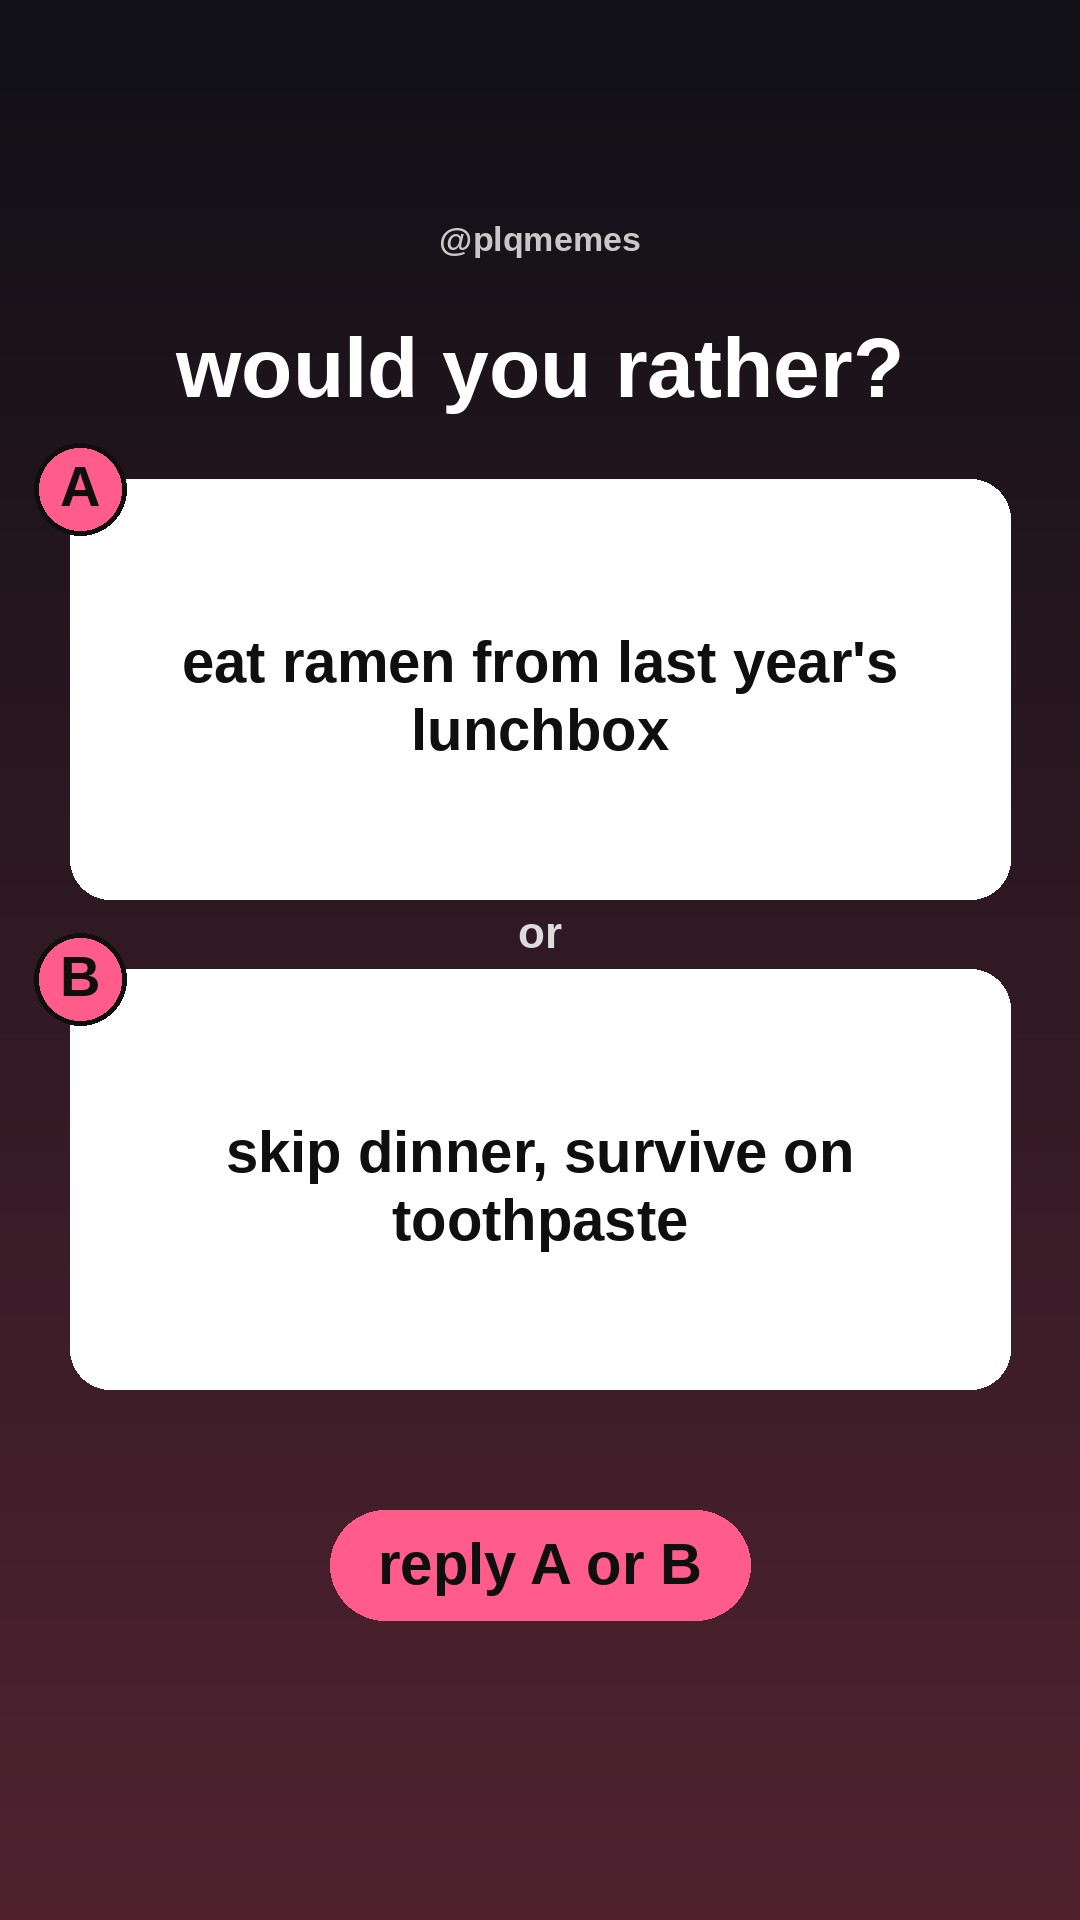 @plqmemes
would you rather?
A
eat ramen from last year's
lunchbox
or
B
skip dinner, survive on
toothpaste
reply A or B